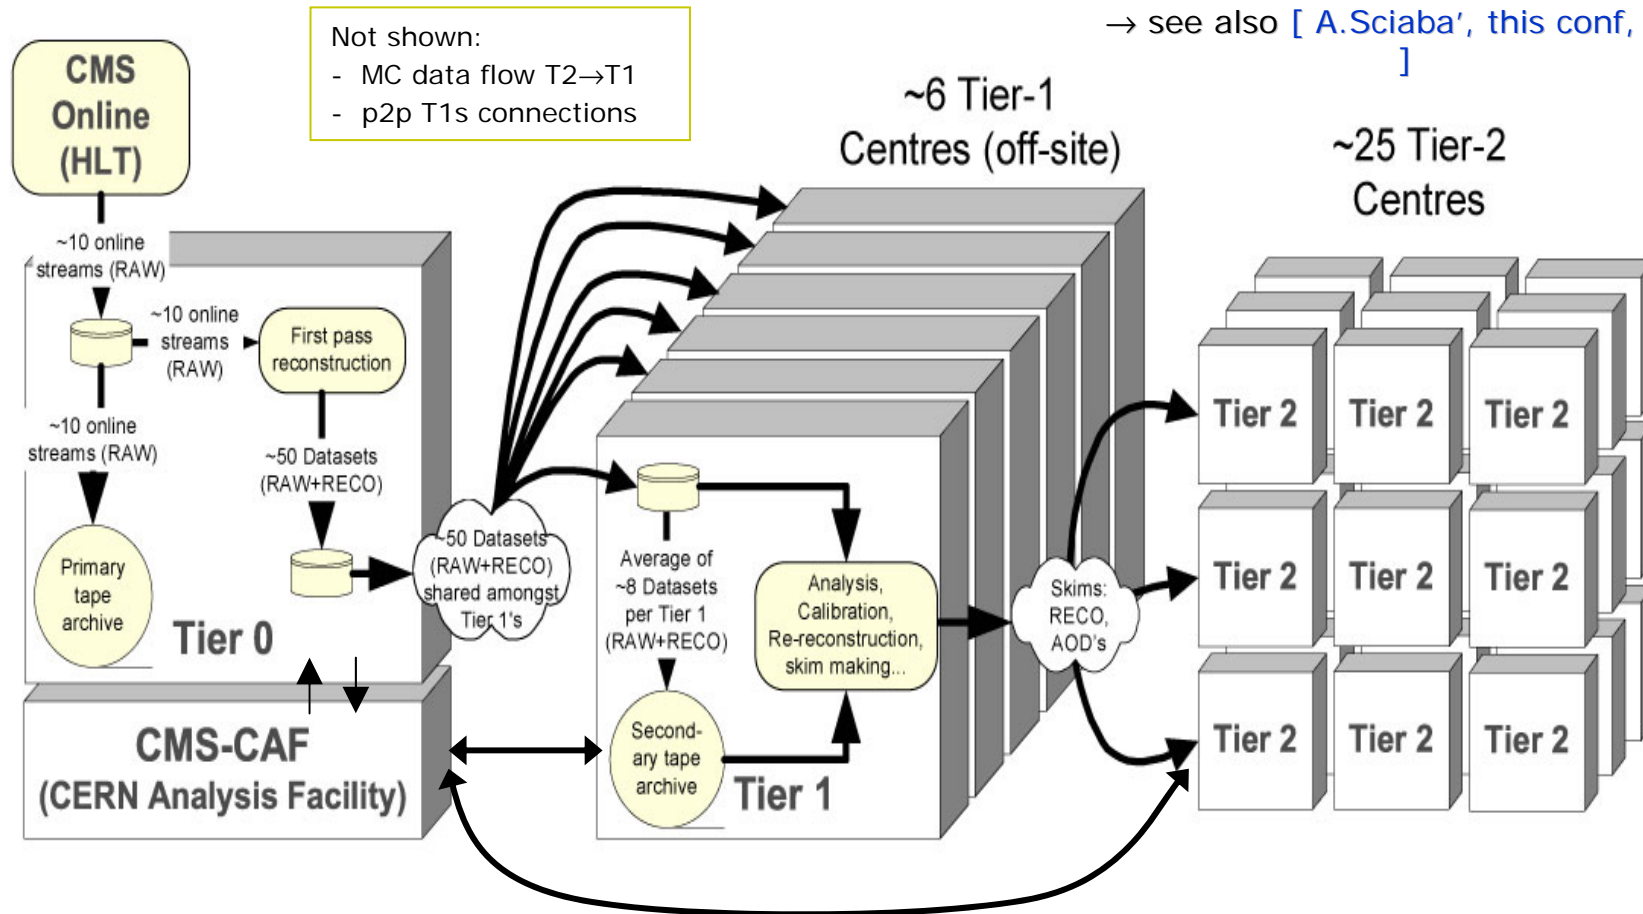 CMS
Online
(HLT)
Not shown:
- MC data flow T2→T1
- p2p T1s connections
→ see also [ A.Sciaba’, this conf,
]
~6 Tier-1
Centres (off-site)
~25 Tier-2
Centres
~10 online
streams (RAW)
~10 online
streams
(RAW)
First pass
reconstruction
~10 online
streams (RAW)
~50 Datasets
(RAW+RECO)
Primary
tape
archive
Tier 0
~50 Datasets
(RAW+RECO)
shared amongst
Tier 1's
CMS-CAF
(CERN Analysis Facility)
Average of
~8 Datasets
per Tier 1
(RAW+RECO)
Analysis,
Calibration,
Re-reconstruction,
skim making...
Second-
ary tape
archive
Tier 1
Skims:
RECO,
AOD's
Tier 2
Tier 2
Tier 2
Tier 2
Tier 2
Tier 2
Tier 2
Tier 2
Tier 2